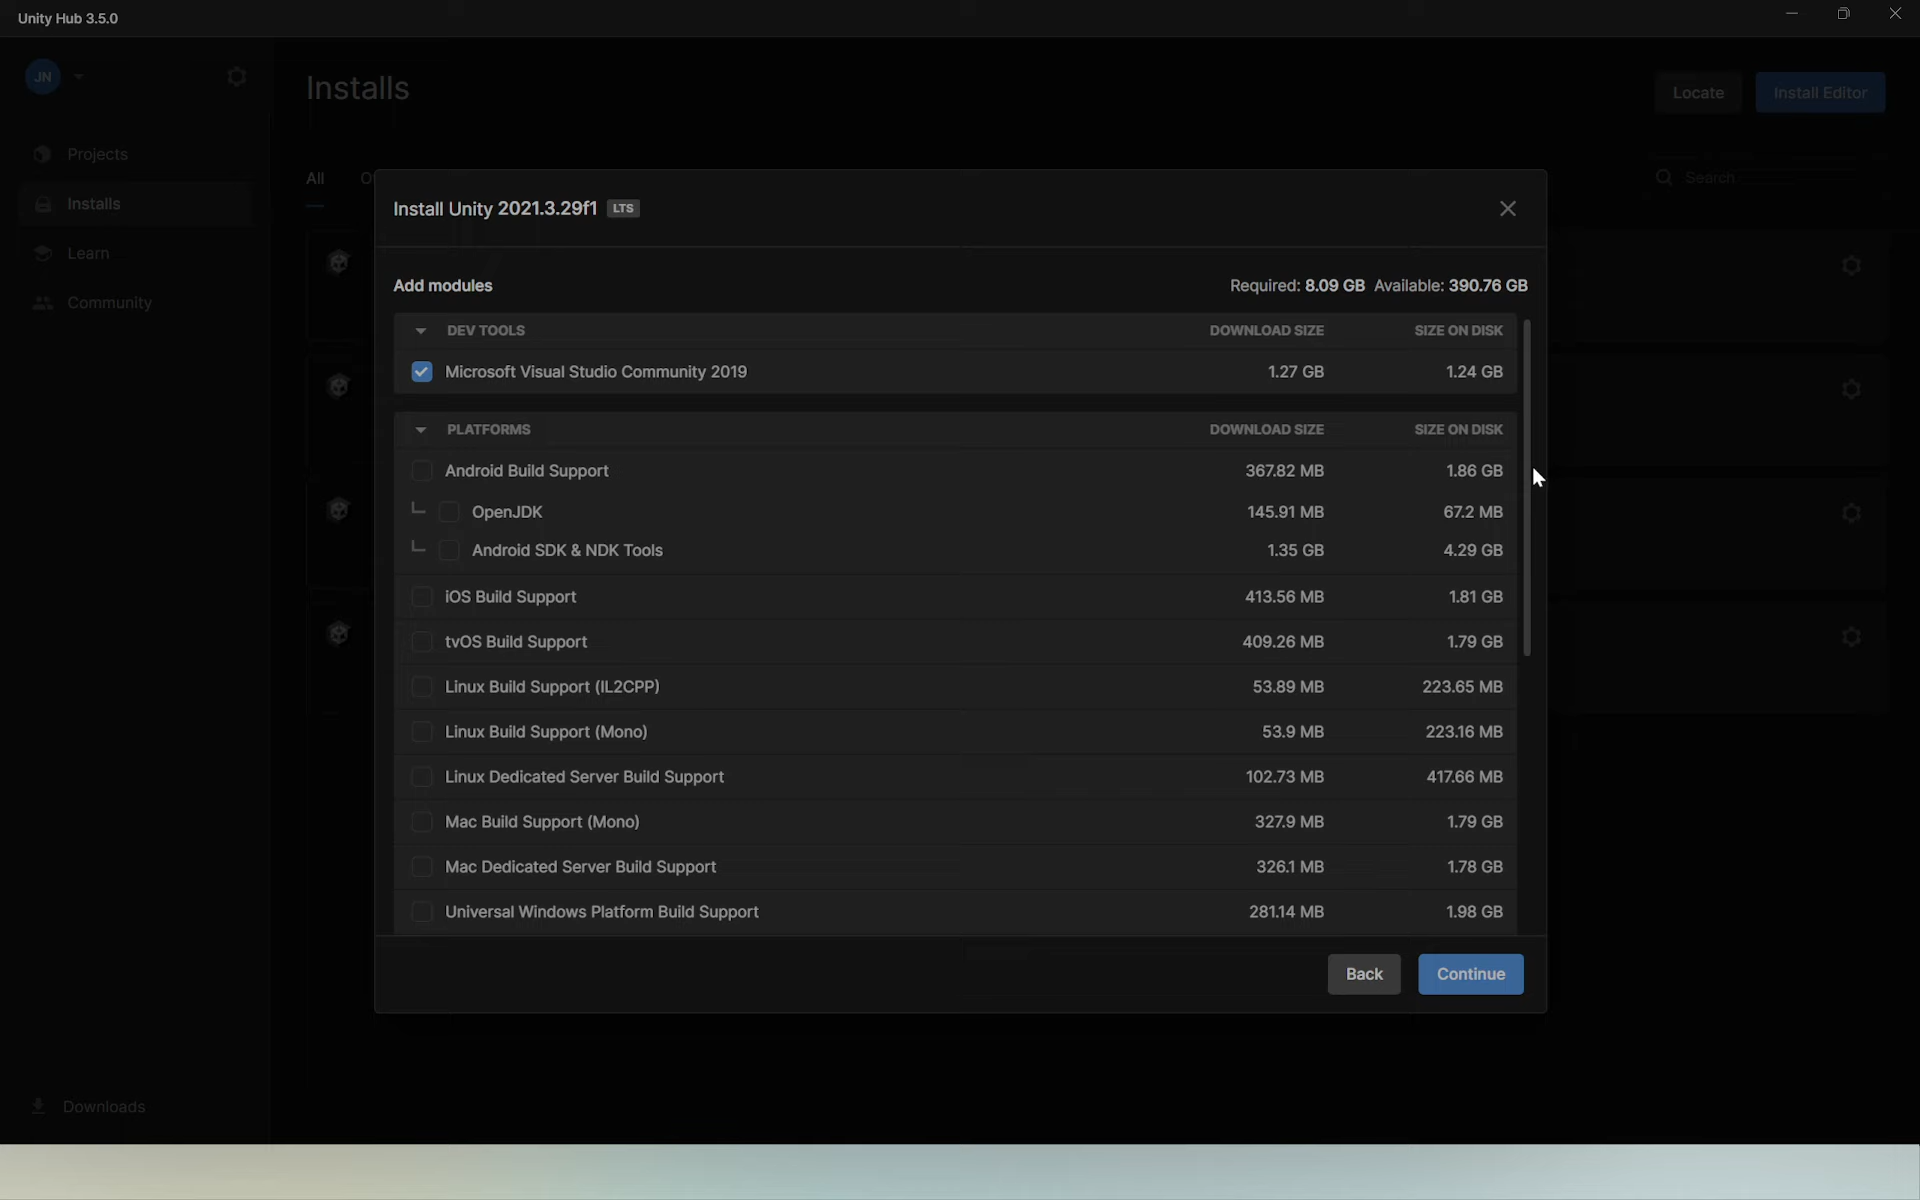 Unity Hub 3.5.0
JN
Installs
Locate
Install Editor
Projects
Installs
Learn
Community
All
Search
Install Unity 2021.3.29f1 LTS
Add modules
Required: 8.09 GB Available: 390.76 GB
DEV TOOLS DOWNLOAD SIZE SIZE ON DISK
Microsoft Visual Studio Community 2019 1.27 GB 1.24 GB
PLATFORMS DOWNLOAD SIZE SIZE ON DISK
Android Build Support 367.82 MB 1.86 GB
OpenJDK 145.91 MB 67.2 MB
Android SDK & NDK Tools 1.35 GB 4.29 GB
iOS Build Support 413.56 MB 1.81 GB
tvOS Build Support 409.26 MB 1.79 GB
Linux Build Support (IL2CPP) 53.89 MB 223.65 MB
Linux Build Support (Mono) 53.9 MB 223.16 MB
Linux Dedicated Server Build Support 102.73 MB 417.66 MB
Mac Build Support (Mono) 327.9 MB 1.79 GB
Mac Dedicated Server Build Support 326.1 MB 1.78 GB
Universal Windows Platform Build Support 281.14 MB 1.98 GB
Back
Continue
Downloads